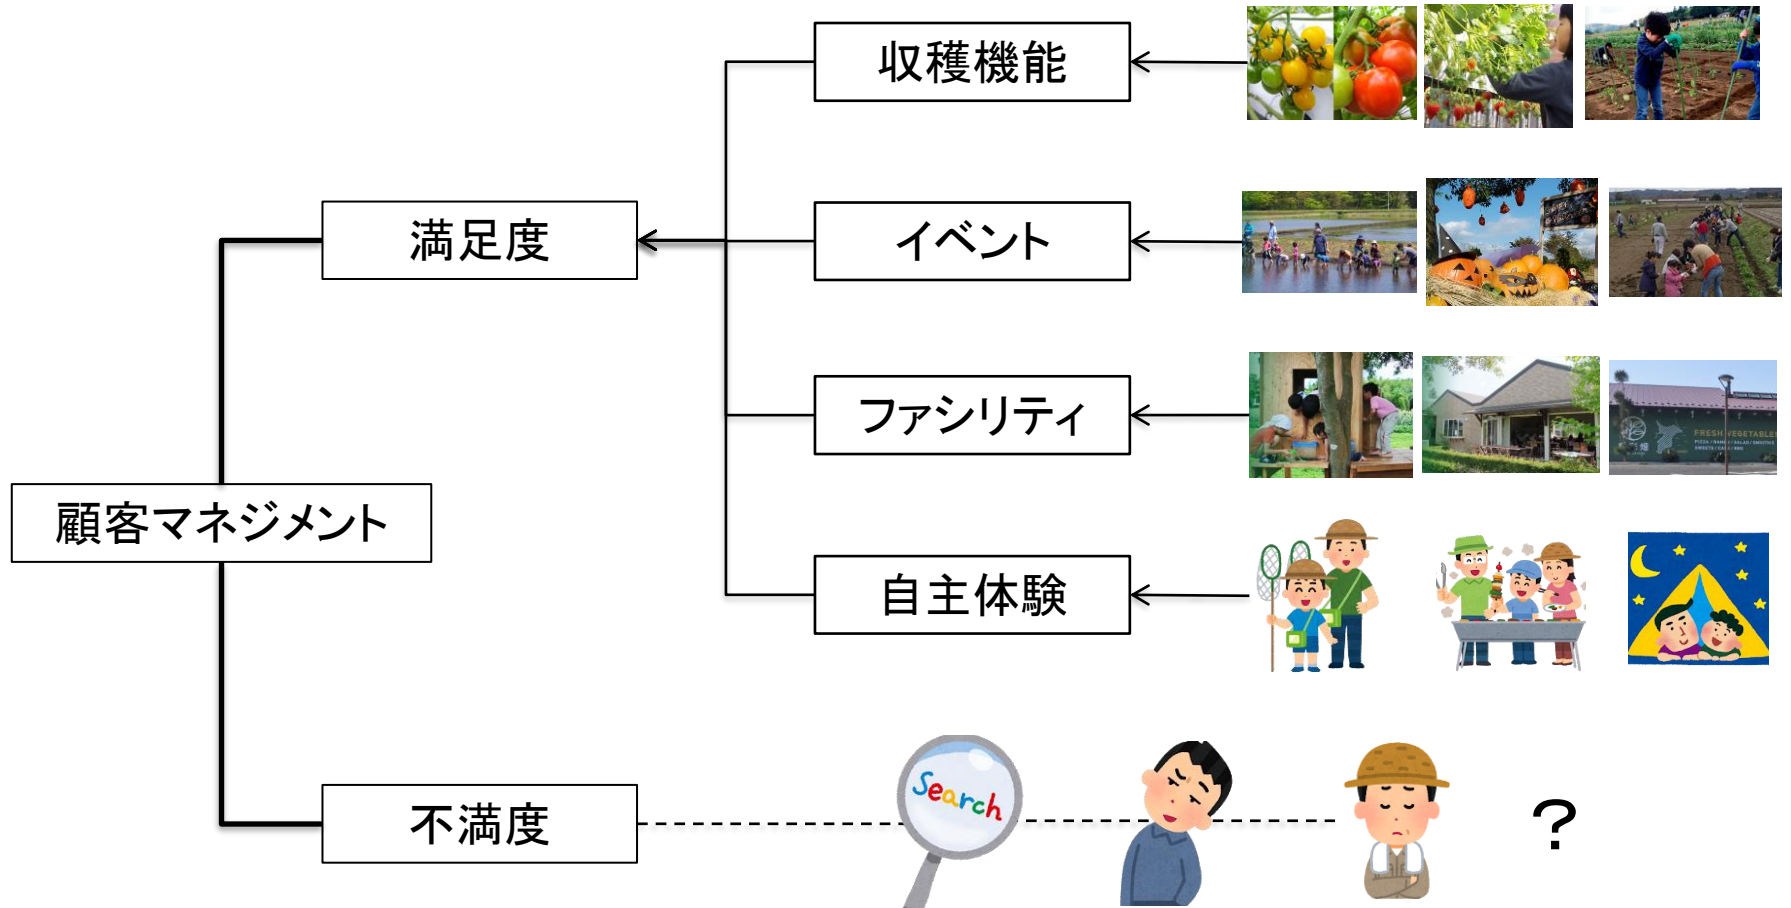 収穫機能
満足度
イベント
ファシリティ
FRESH VEGETABLES
顧客マネジメント
自主体験
不満度
Search
?